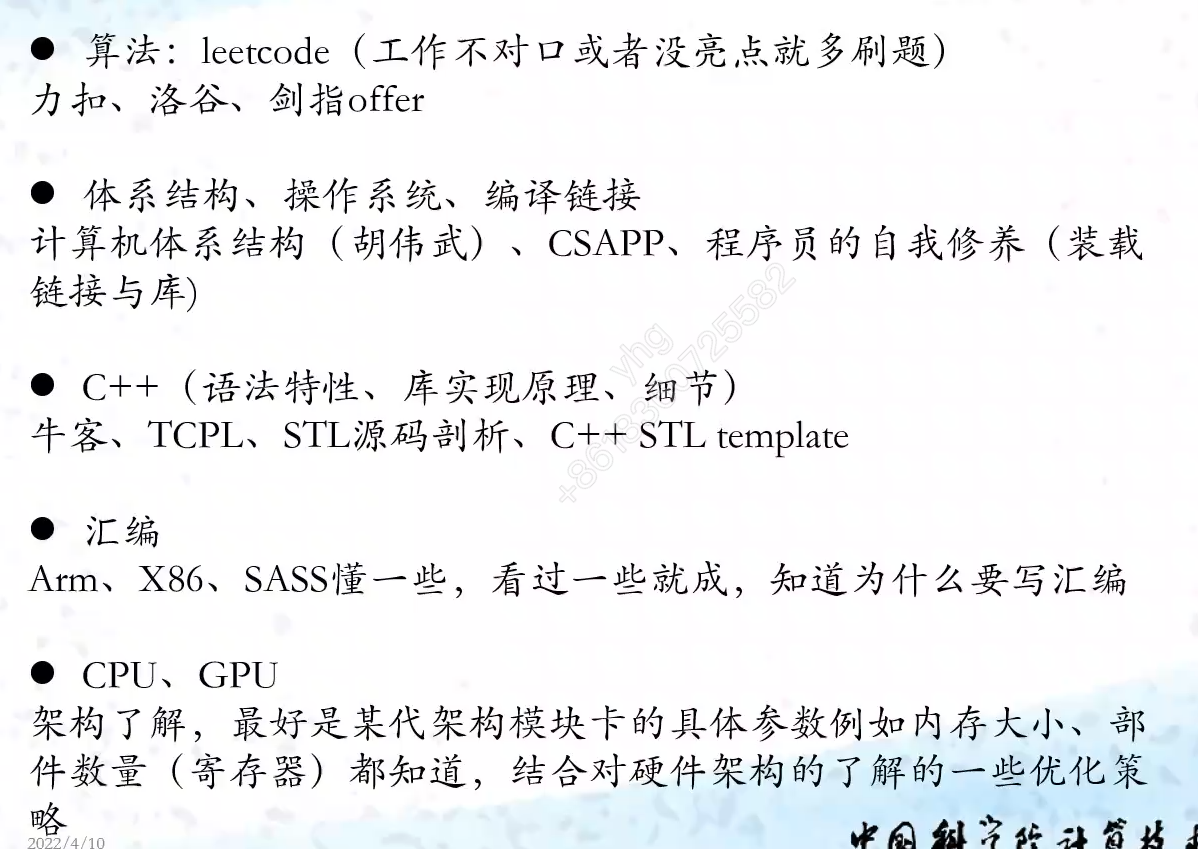 ● 算法：leetcode（工作不对口或者没亮点就多刷题）
力扣、洛谷、剑指offer
● 体系结构、操作系统、编译链接
计算机体系结构（胡伟武）、CSAPP、程序员的自我修养（装载
链接与库)
● C++（语法特性、库实现原理、细节）
牛客、TCPL、STL源码剖析、C++ STL template
● 汇编
Arm、X86、SASS懂一些，看过一些就成，知道为什么要写汇编
● CPU、GPU
架构了解，最好是某代架构模块卡的具体参数例如内存大小、部
件数量（寄存器）都知道，结合对硬件架构的了解的一些优化策
略
2022/4/10
中国科学院计算技
yhg